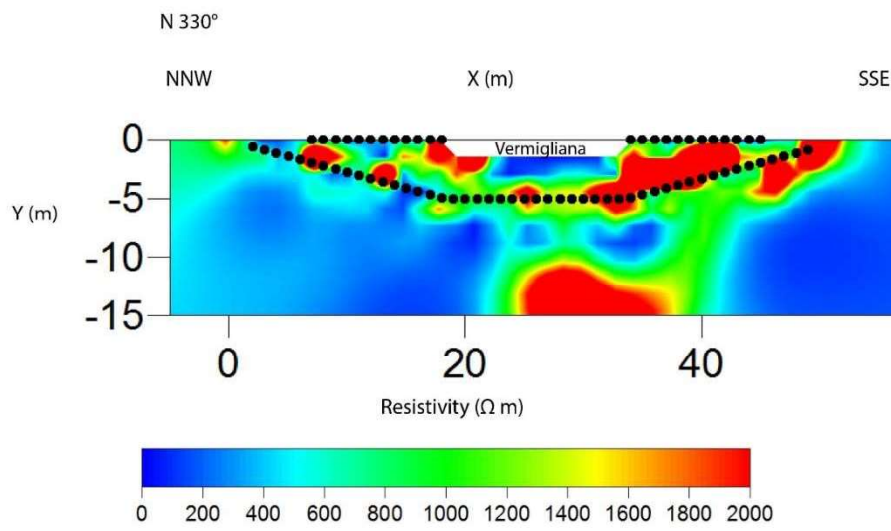 N 330°
NNW X (m) SSE
0
Vermigliana
-5
Y (m)
-10
-15
0 20 40
Resistivity (Ω m)
0 200 400 600 800 1000 1200 1400 1600 1800 2000